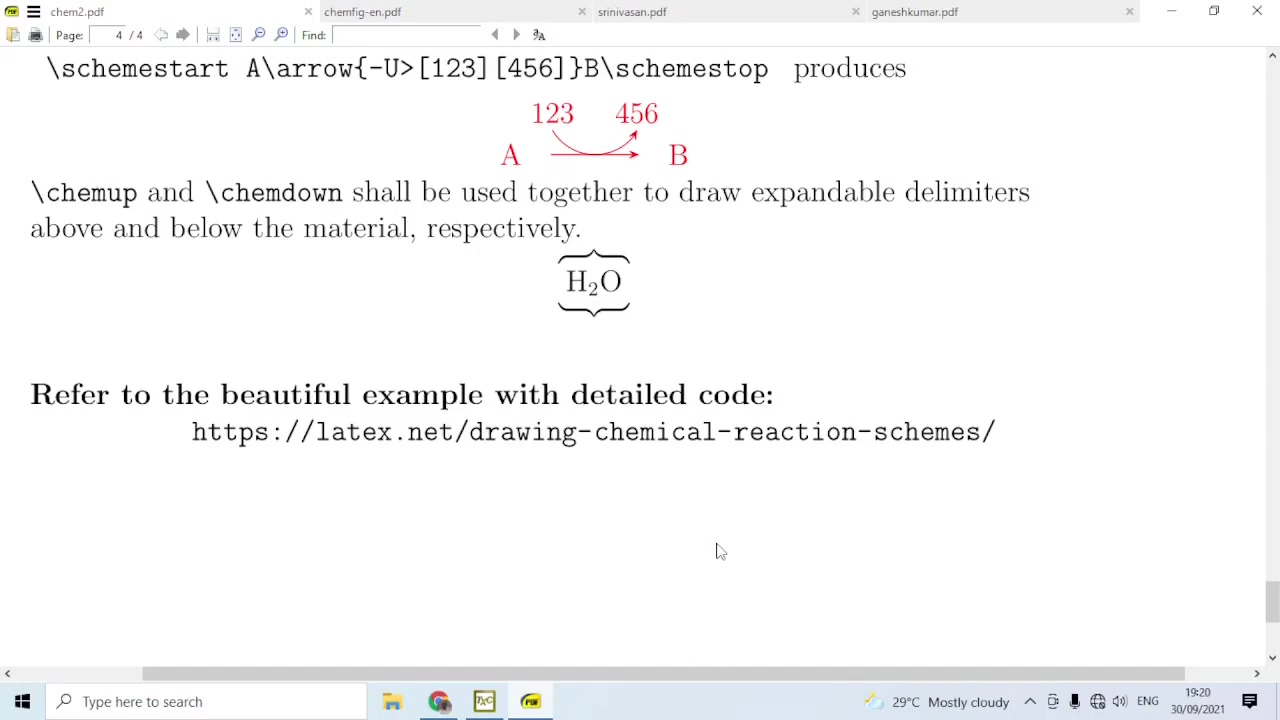 chem2.pdf chemfig-en.pdf srinivasan.pdf ganeshkumar.pdf
Page: 4 / 4 Find:
\schemestart A\arrow{-U>[123][456]}B\schemestop produces
123 456
A B
\chemup and \chemdown shall be used together to draw expandable delimiters
above and below the material, respectively.
H₂O
Refer to the beautiful example with detailed code:
https://latex.net/drawing-chemical-reaction-schemes/
Type here to search 29°C Mostly cloudy ENG 19:20
30/09/2021